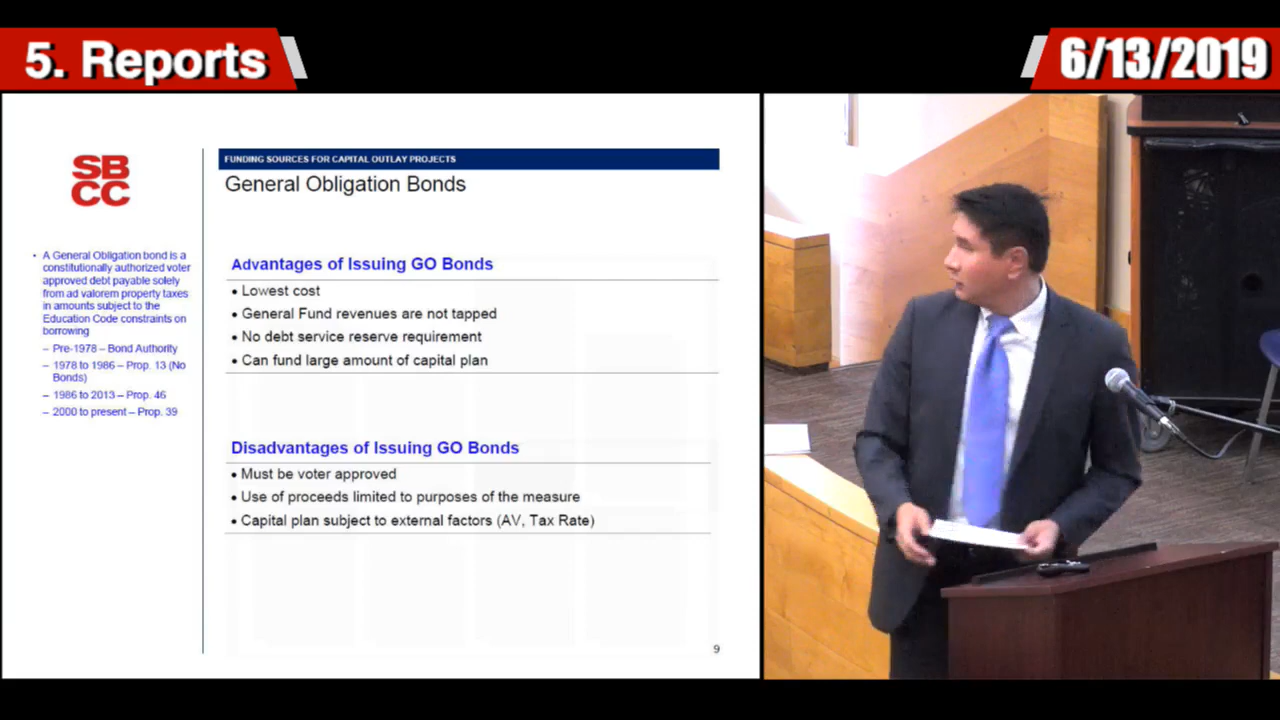 5. Reports
6/13/2019
SB
CC
• A General Obligation bond is a
constitutionally authorized voter
approved debt payable solely
from ad valorem property taxes
in amounts subject to the
Education Code constraints on
borrowing
– Pre-1978 – Bond Authority
– 1978 to 1986 – Prop. 13 (No
Bonds)
– 1986 to 2013 – Prop. 46
– 2000 to present – Prop. 39
FUNDING SOURCES FOR CAPITAL OUTLAY PROJECTS
General Obligation Bonds
Advantages of Issuing GO Bonds
• Lowest cost
• General Fund revenues are not tapped
• No debt service reserve requirement
• Can fund large amount of capital plan
Disadvantages of Issuing GO Bonds
• Must be voter approved
• Use of proceeds limited to purposes of the measure
• Capital plan subject to external factors (AV, Tax Rate)
9